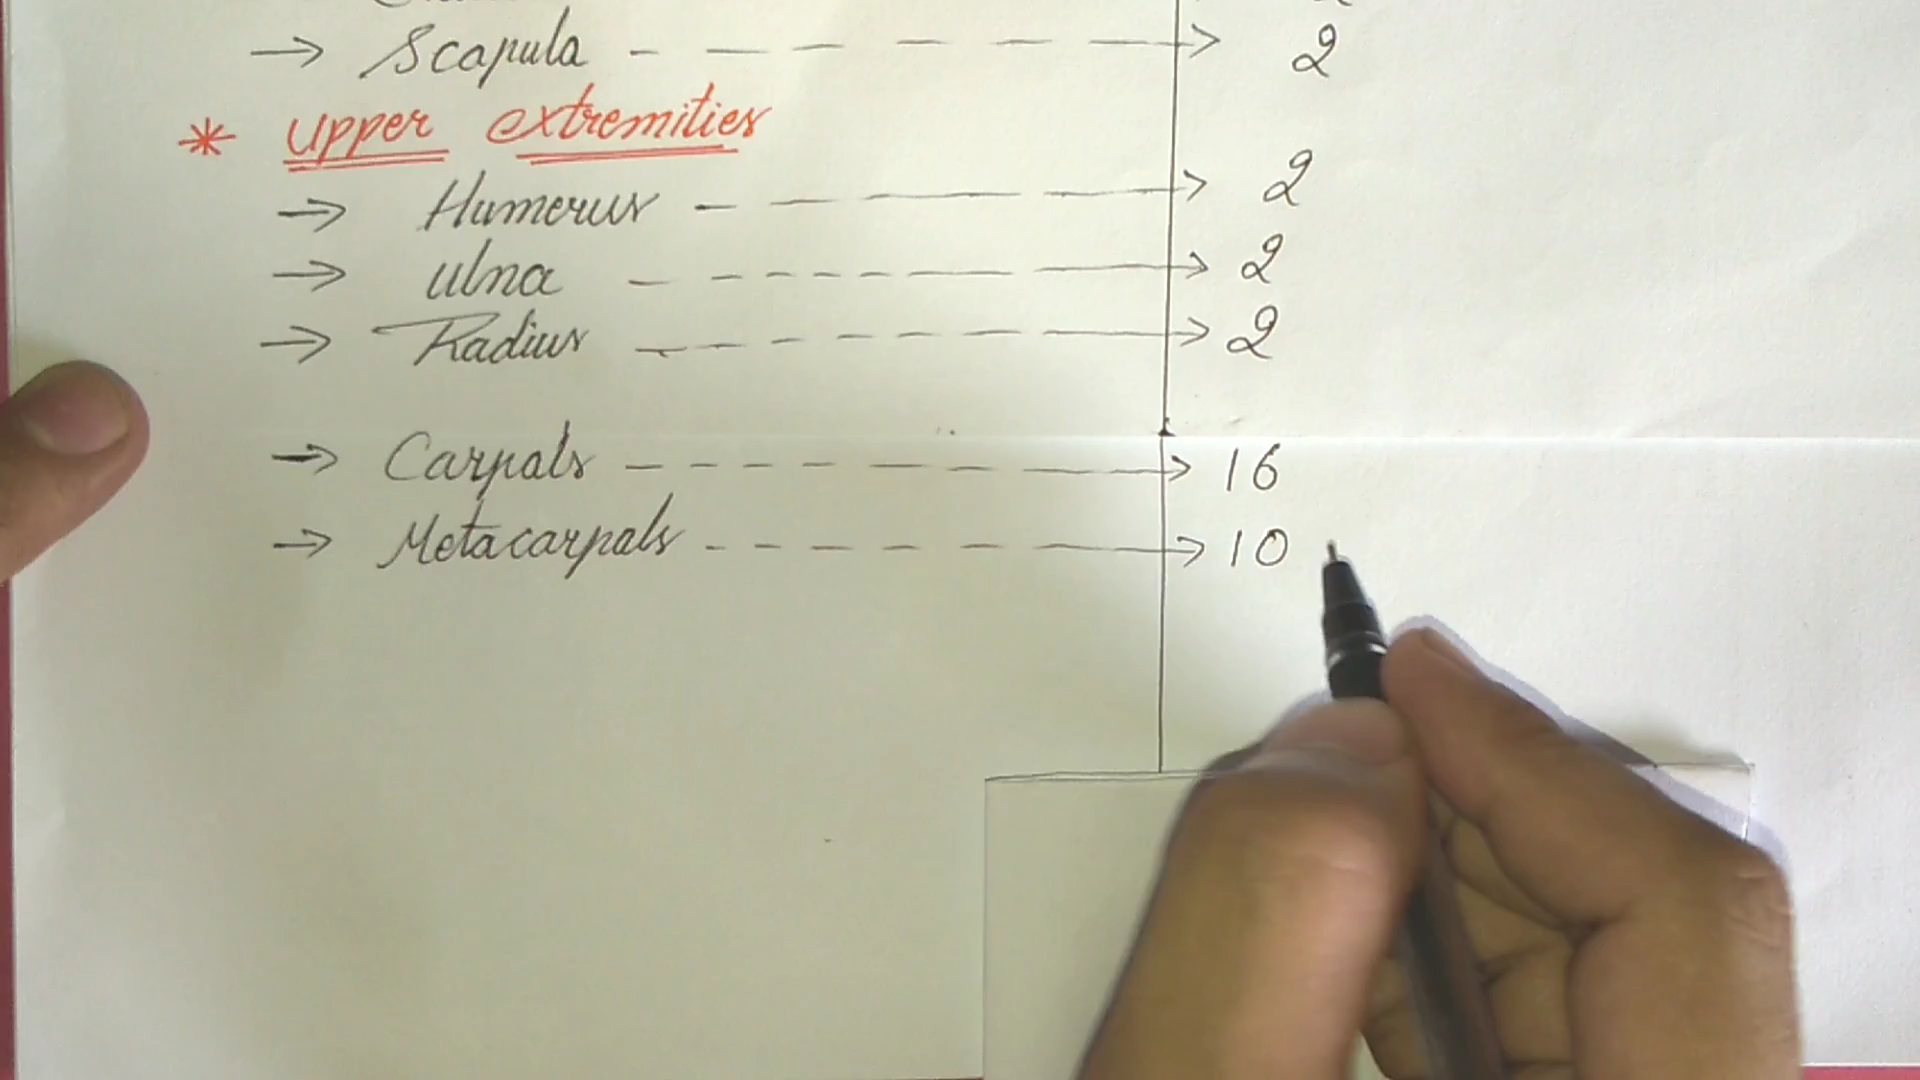 → Scapula - - - - - - → 2
* Upper extremities
→ Humerus - - - - → 2
→ Ulna - - - - - - - → 2
→ Radius - - - - - - - → 2
→ Carpals - - - - - - - → 16
→ Metacarpals - - - - - - → 10